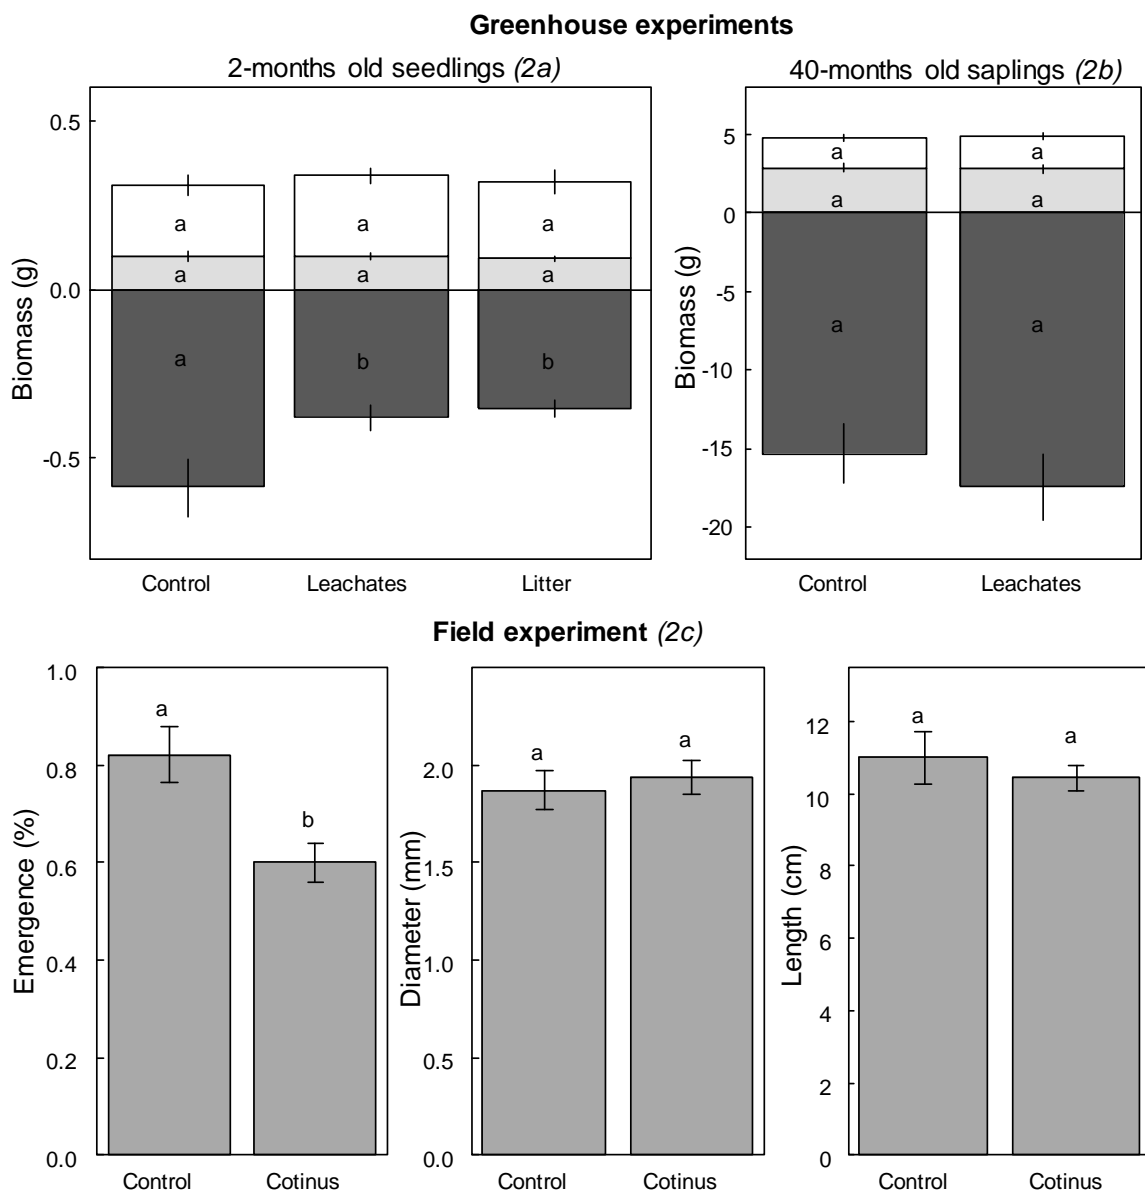 Greenhouse experiments
2-months old seedlings (2a)
40-months old saplings (2b)
Biomass (g)
0.5
0.0
-0.5
a
a
a
a
a
a
a
b
b
Control
Leachates
Litter
Biomass (g)
5
0
-5
-10
-15
-20
a
a
a
a
a
a
Control
Leachates
Field experiment (2c)
Emergence (%)
1.0
0.8
0.6
0.4
0.2
0.0
a
b
Control
Cotinus
Diameter (mm)
2.0
1.5
1.0
0.5
0.0
a
a
Control
Cotinus
Length (cm)
12
10
8
6
4
2
0
a
a
Control
Cotinus